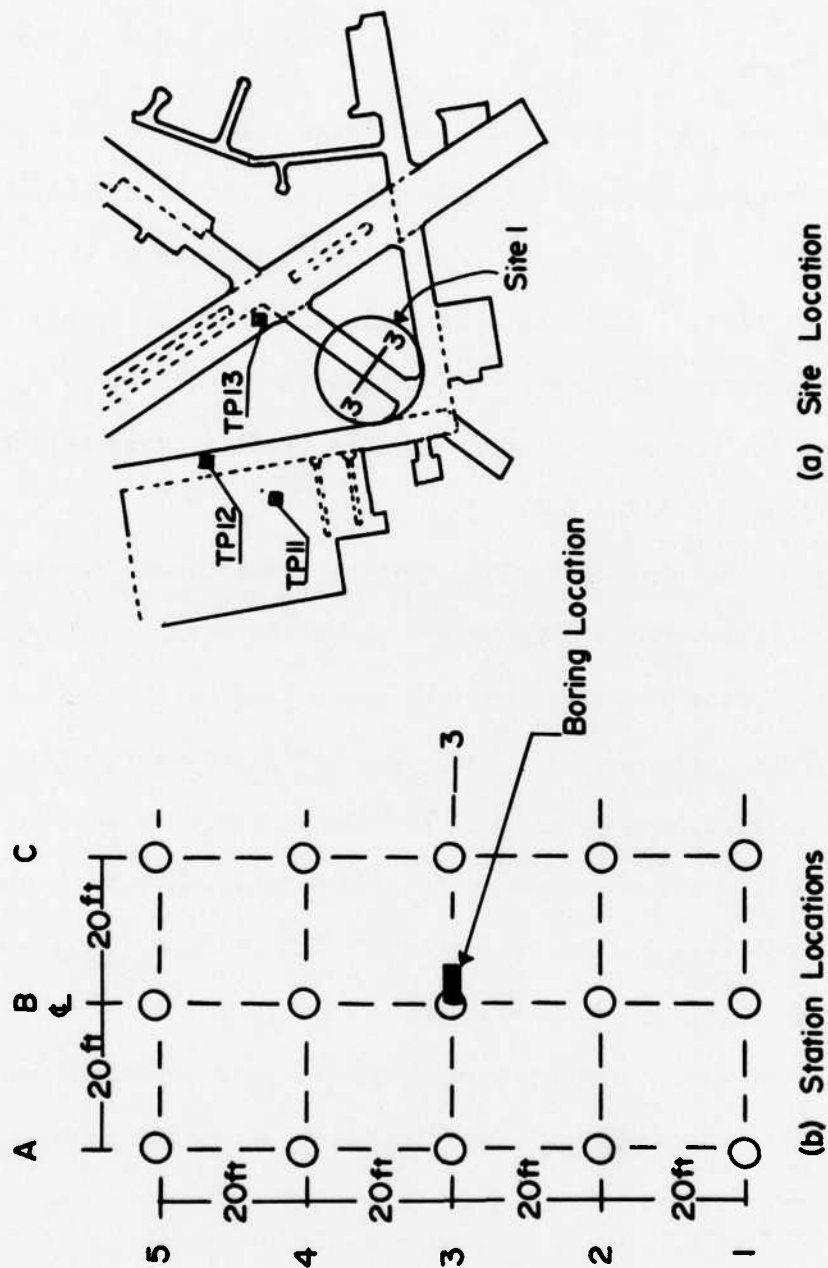 TP12
TP11
TP13
3
3
Site 1
(a) Site Location
A
B
C
℄
20ft
20ft
5
4
3
2
1
20ft
20ft
20ft
20ft
3
Boring Location
(b) Station Locations